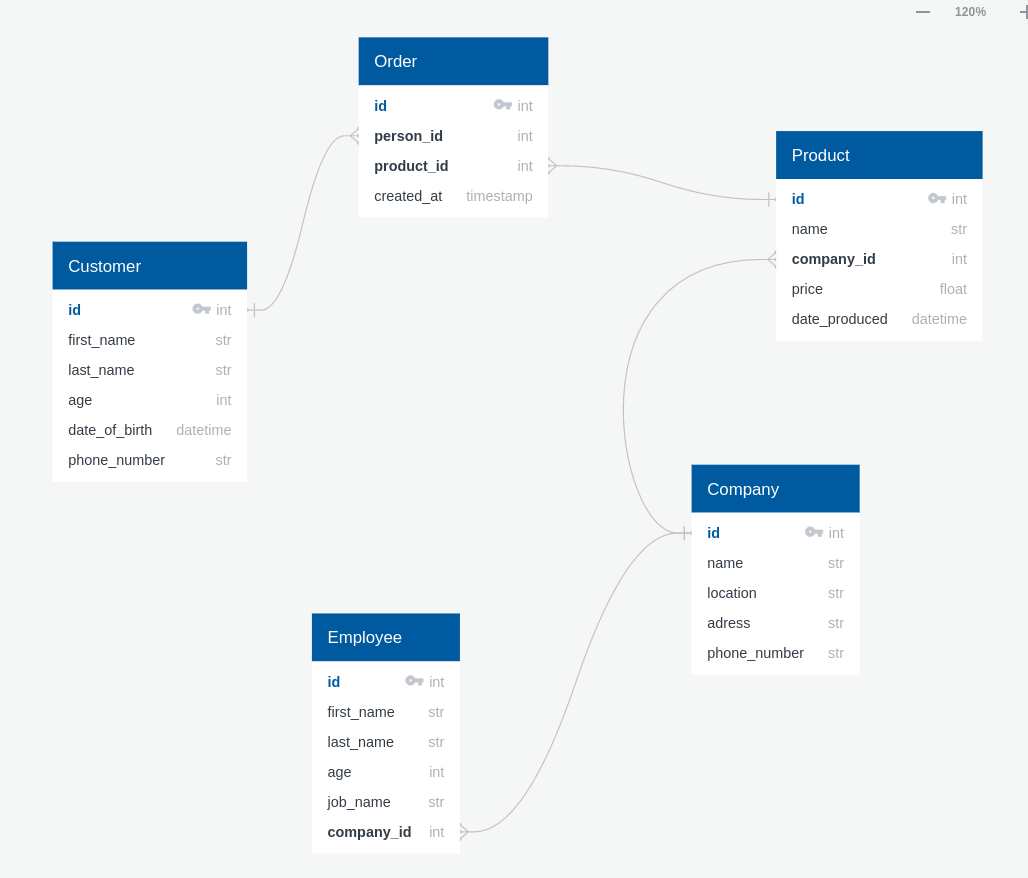 120%
Order
id int
person_id int
product_id int
created_at timestamp
Product
id int
name str
company_id int
price float
date_produced datetime
Customer
id int
first_name str
last_name str
age int
date_of_birth datetime
phone_number str
Company
id int
name str
location str
adress str
phone_number str
Employee
id int
first_name str
last_name str
age int
job_name str
company_id int